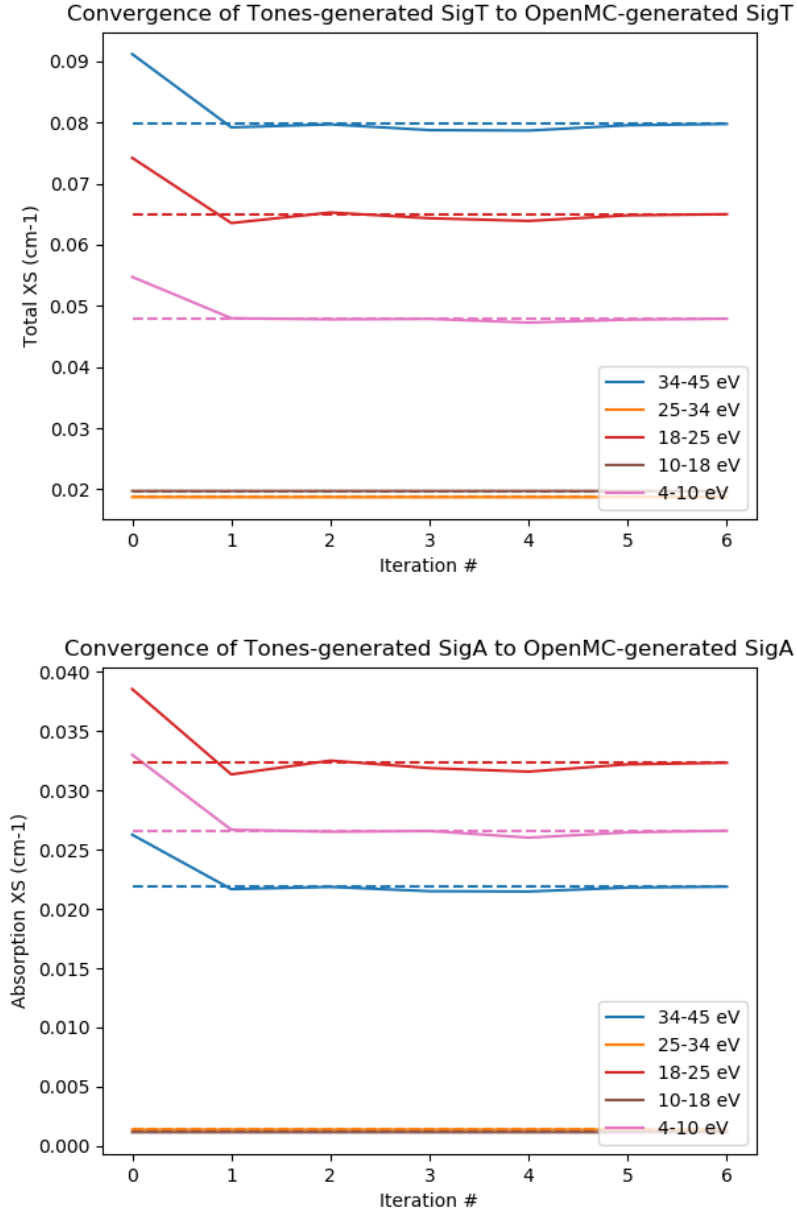 Convergence of Tones-generated SigT to OpenMC-generated SigT
0.09
0.08
0.07
0.06
0.05
0.04
0.03
0.02
Total XS (cm-1)
34-45 eV
25-34 eV
18-25 eV
10-18 eV
4-10 eV
0 1 2 3 4 5 6
Iteration #
Convergence of Tones-generated SigA to OpenMC-generated SigA
0.040
0.035
0.030
0.025
0.020
0.015
0.010
0.005
0.000
Absorption XS (cm-1)
34-45 eV
25-34 eV
18-25 eV
10-18 eV
4-10 eV
0 1 2 3 4 5 6
Iteration #